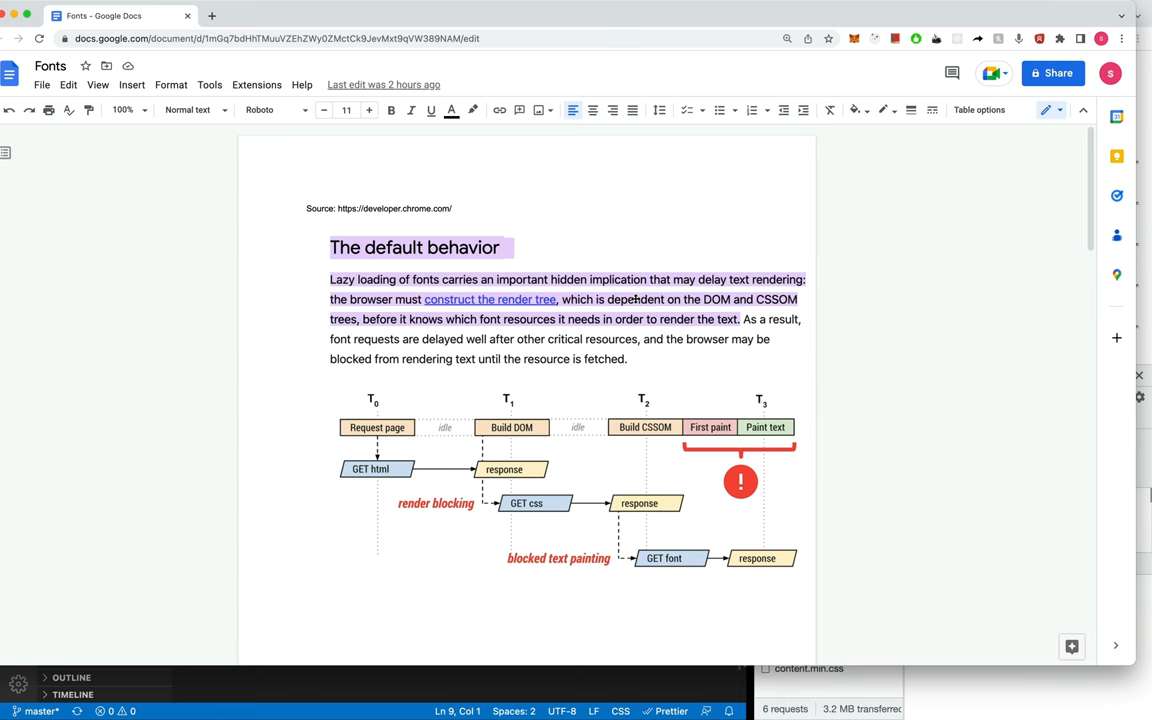 Fonts - Google Docs
docs.google.com/document/d/1mGq7bdHhTMuuVZEhZWy0ZMctCk9JevMxt9qVW389NAM/edit
Fonts
File Edit View Insert Format Tools Extensions Help Last edit was 2 hours ago
Share
S
100% Normal text Roboto 11 B I U A Table options
Source: https://developer.chrome.com/
The default behavior
Lazy loading of fonts carries an important hidden implication that may delay text rendering:
the browser must construct the render tree, which is dependent on the DOM and CSSOM
trees, before it knows which font resources it needs in order to render the text. As a result,
font requests are delayed well after other critical resources, and the browser may be
blocked from rendering text until the resource is fetched.
T0 T1 T2 T3
Request page idle Build DOM idle Build CSSOM First paint Paint text
GET html response
!
render blocking GET css response
blocked text painting GET font response
OUTLINE
TIMELINE
content.min.css
master* 0 0 Ln 9, Col 1 Spaces: 2 UTF-8 LF CSS Prettier
6 requests 3.2 MB transferred